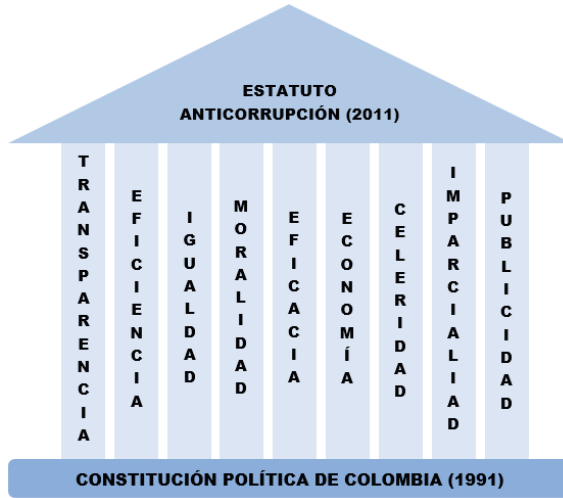 ESTATUTO
ANTICORRUPCIÓN (2011)
TRANSPARENCIA
EFICIENCIA
IGUALDAD
MORALIDAD
EFICACIA
ECONOMÍA
CELERIDAD
IMPARCIALIAD
PUBLICIDAD
CONSTITUCIÓN POLÍTICA DE COLOMBIA (1991)